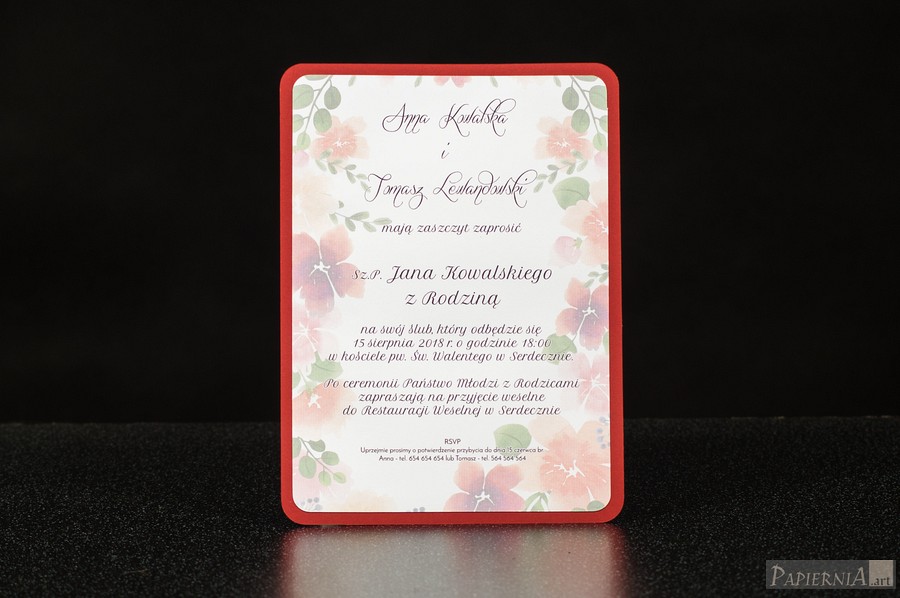 Anna Kowalska
i
Tomasz Lewandowski
mają zaszczyt zaprosić
Sz.P. Jana Kowalskiego
z Rodziną
na swój ślub, który odbędzie się
15 sierpnia 2018 r. o godzinie 18:00
w kościele pw. Św. Walentego w Serdecznie.
Po ceremonii Państwo Młodzi z Rodzicami
zapraszają na przyjęcie weselne
do Restauracji Weselnej w Serdecznie
RSVP
Uprzejmie prosimy o potwierdzenie przybycia do dnia 15 czerwca br.
Anna - tel. 654 654 654 lub Tomasz - tel. 564 564 564
PAPIERNIA.art